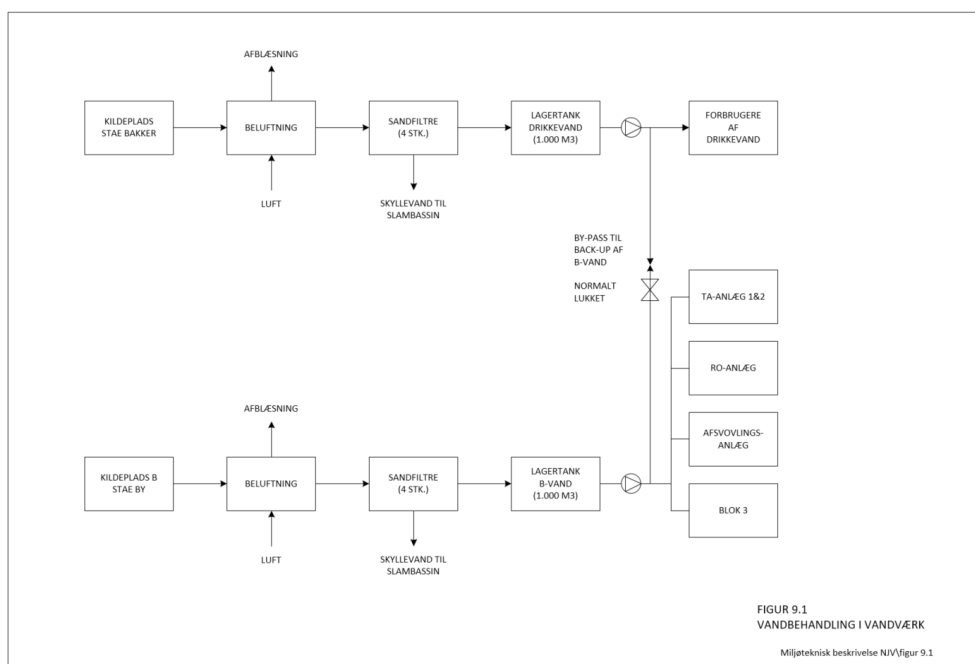 AFBLÆSNING
KILDEPLADS
STAE BAKKER
BELUFTNING
SANDFILTRE
(4 STK.)
LAGERTANK
DRIKKEVAND
(1.000 M3)
FORBRUGERE
AF
DRIKKEVAND
LUFT
SKYLLEVAND TIL
SLAMBASSIN
BY-PASS TIL
BACK-UP AF
B-VAND
NORMALT
LUKKET
TA-ANLÆG 1&2
RO-ANLÆG
AFSVOVLINGS-
ANLÆG
BLOK 3
AFBLÆSNING
KILDEPLADS B
STAE BY
BELUFTNING
SANDFILTRE
(4 STK.)
LAGERTANK
B-VAND
(1.000 M3)
LUFT
SKYLLEVAND TIL
SLAMBASSIN
FIGUR 9.1
VANDBEHANDLING I VANDVÆRK
Miljøteknisk beskrivelse NJV\figur 9.1